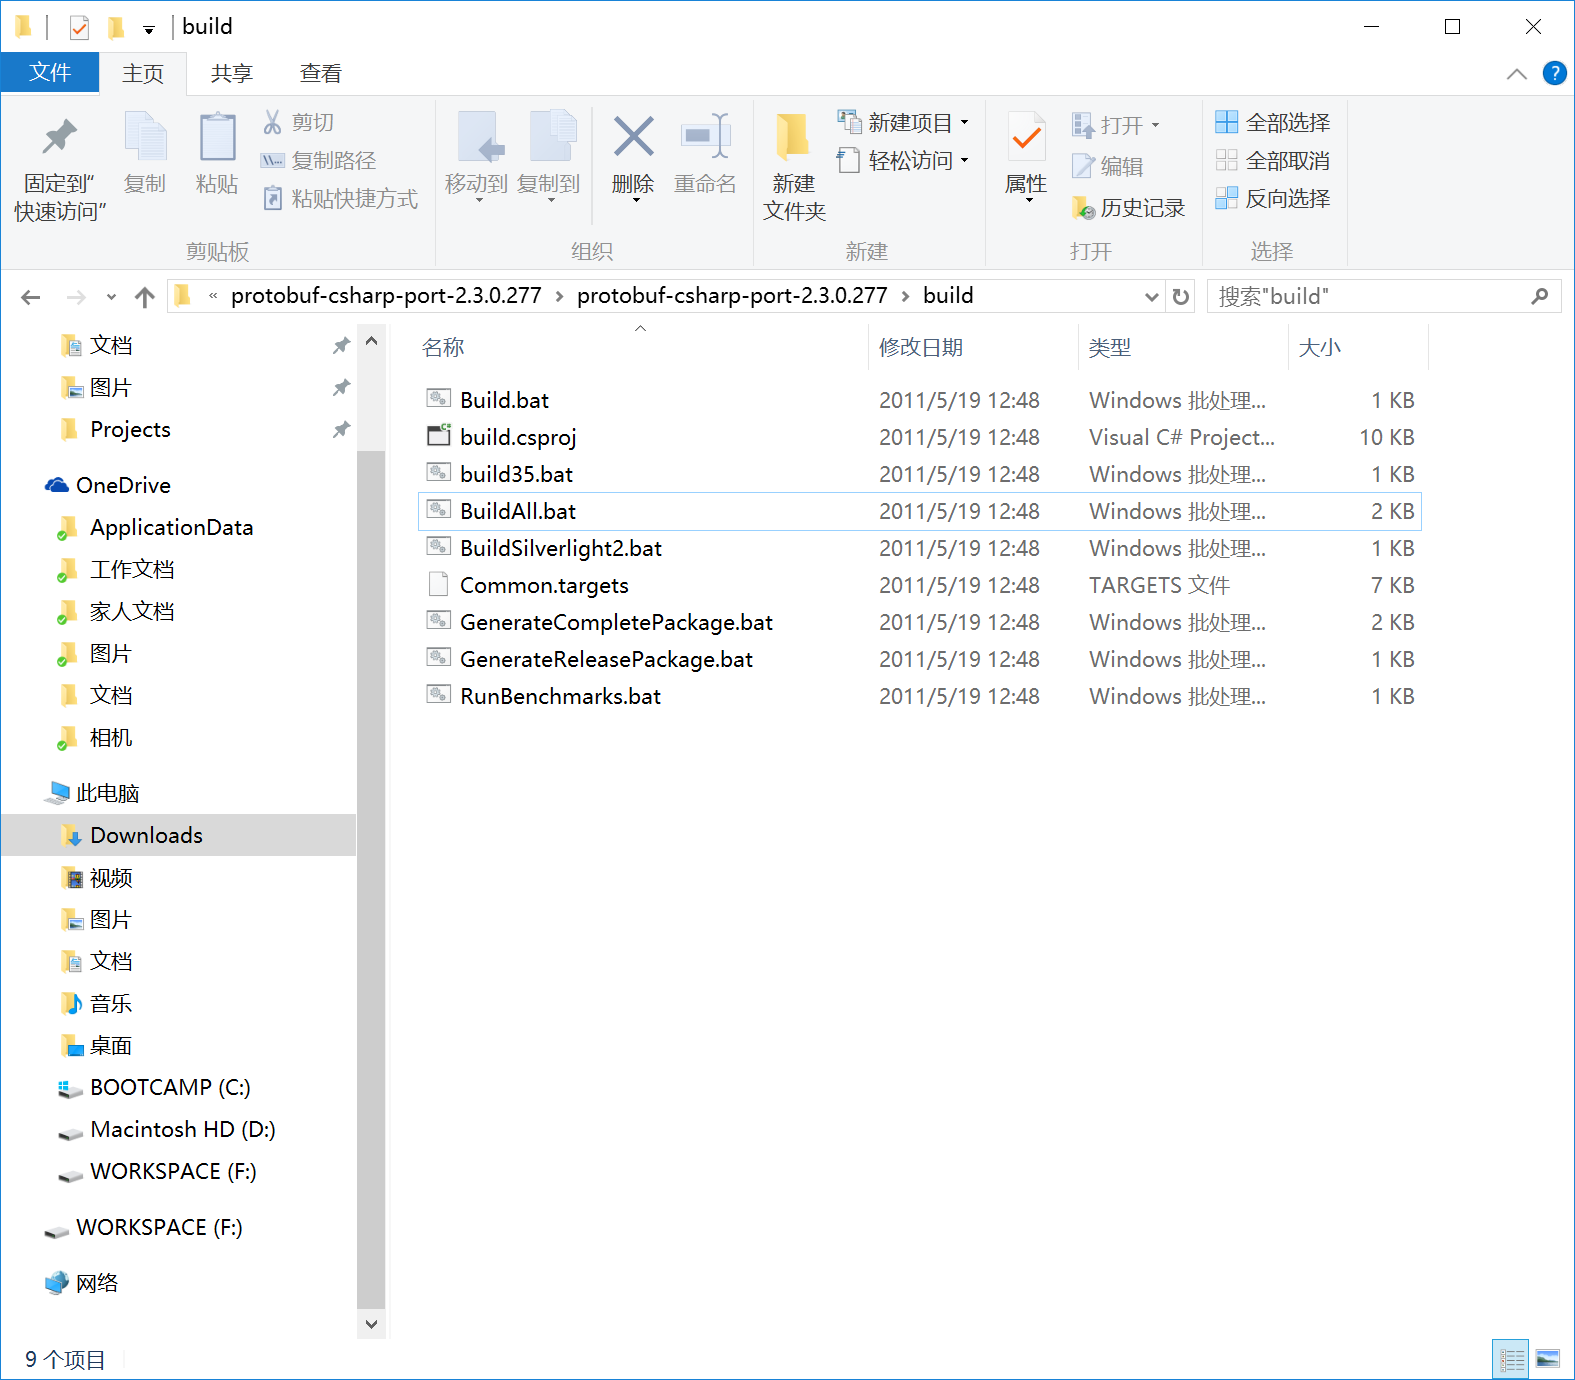 build
文件 主页 共享 查看
固定到“快速访问” 复制 粘贴 剪切 复制路径 粘贴快捷方式 移动到 复制到 删除 重命名 新建文件夹 新建项目 轻松访问 属性 打开 编辑 历史记录 全部选择 全部取消 反向选择
剪贴板 组织 新建 打开 选择
« protobuf-csharp-port-2.3.0.277 protobuf-csharp-port-2.3.0.277 build 搜索"build"
文档
图片
Projects
OneDrive
ApplicationData
工作文档
家人文档
图片
文档
相机
此电脑
Downloads
视频
图片
文档
音乐
桌面
BOOTCAMP (C:)
Macintosh HD (D:)
WORKSPACE (F:)
WORKSPACE (F:)
网络
名称 修改日期 类型 大小
Build.bat 2011/5/19 12:48 Windows 批处理... 1 KB
build.csproj 2011/5/19 12:48 Visual C# Project... 10 KB
build35.bat 2011/5/19 12:48 Windows 批处理... 1 KB
BuildAll.bat 2011/5/19 12:48 Windows 批处理... 2 KB
BuildSilverlight2.bat 2011/5/19 12:48 Windows 批处理... 1 KB
Common.targets 2011/5/19 12:48 TARGETS 文件 7 KB
GenerateCompletePackage.bat 2011/5/19 12:48 Windows 批处理... 2 KB
GenerateReleasePackage.bat 2011/5/19 12:48 Windows 批处理... 1 KB
RunBenchmarks.bat 2011/5/19 12:48 Windows 批处理... 1 KB
9 个项目